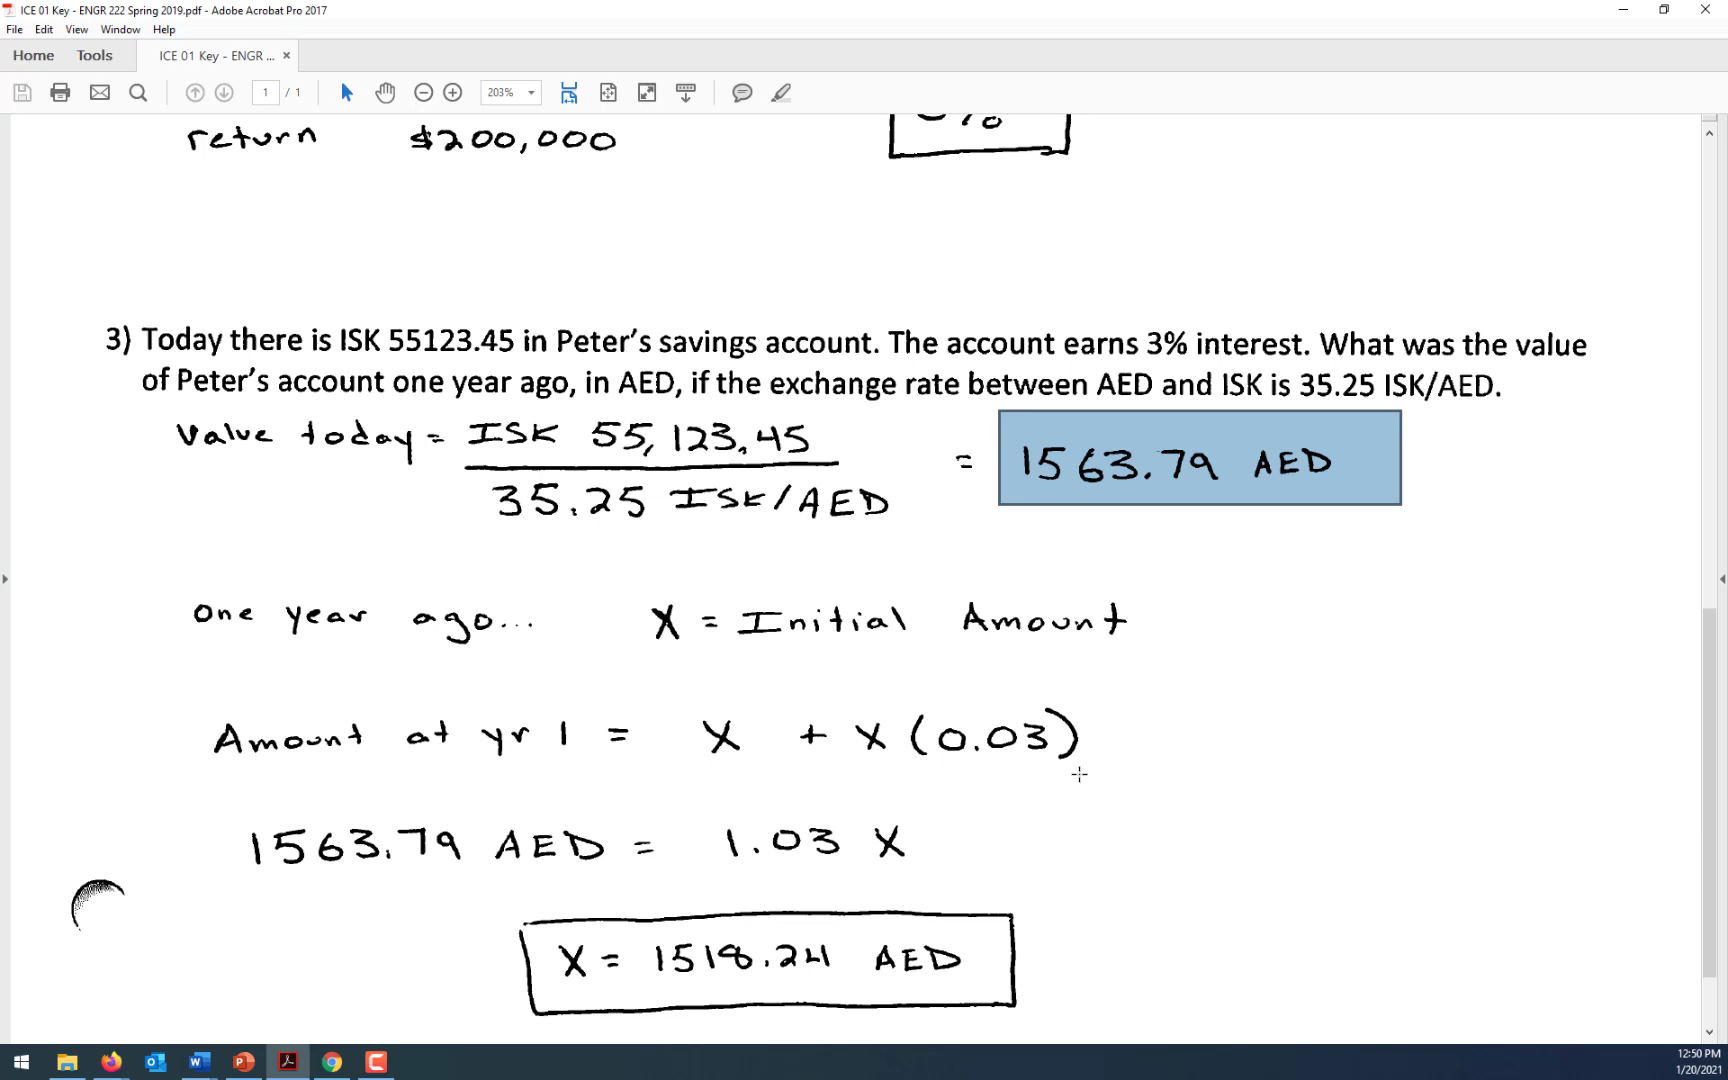 ICE 01 Key - ENGR 222 Spring 2019.pdf - Adobe Acrobat Pro 2017
File Edit View Window Help
Home Tools ICE 01 Key - ENGR ... ×
1 / 1 203%
return $200,000
3) Today there is ISK 55123.45 in Peter's savings account. The account earns 3% interest. What was the value
of Peter's account one year ago, in AED, if the exchange rate between AED and ISK is 35.25 ISK/AED.
Value today = ISK 55,123.45
35.25 ISK/AED
= 1563.79 AED
one year ago... X = Initial Amount
Amount at yr 1 = X + X (0.03)
1563.79 AED = 1.03 X
X = 1518.24 AED
12:50 PM
1/20/2021